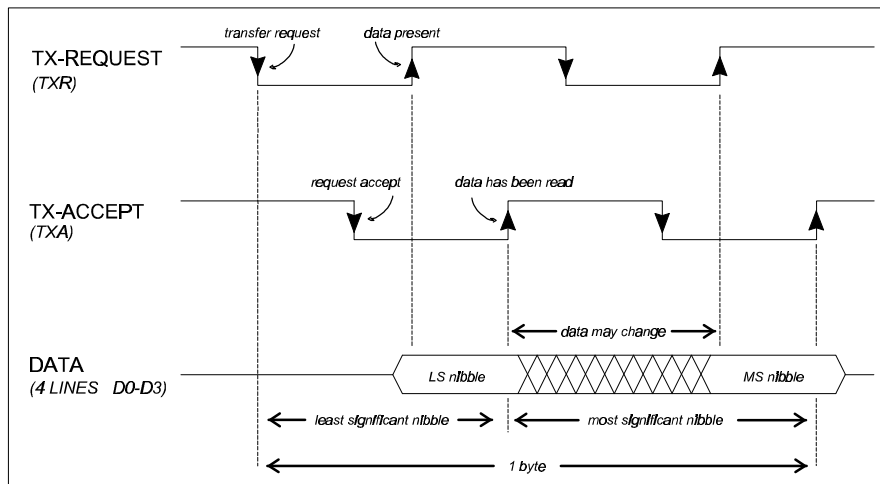 transfer request
data present
TX-REQUEST
(TXR)
request accept
data has been read
TX-ACCEPT
(TXA)
data may change
DATA
(4 LINES D0-D3)
LS nibble
MS nibble
least significant nibble
most significant nibble
1 byte